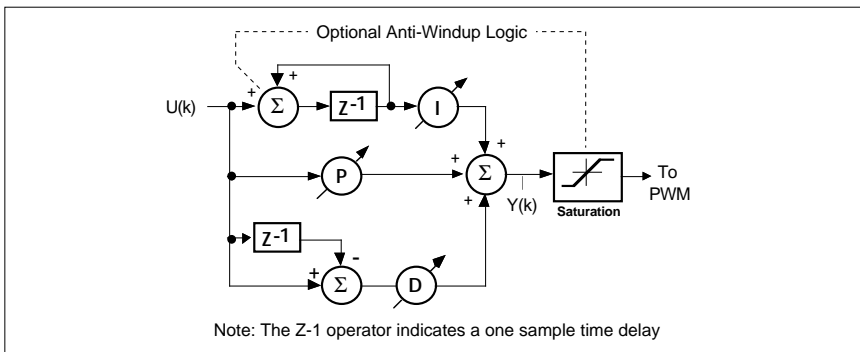 Optional Anti-Windup Logic
+
+
U(k)
Σ
Z-1
I
+
+
P
Σ
To
PWM
+
Y(k)
Saturation
Z-1
-
+
Σ
D
Note: The Z-1 operator indicates a one sample time delay